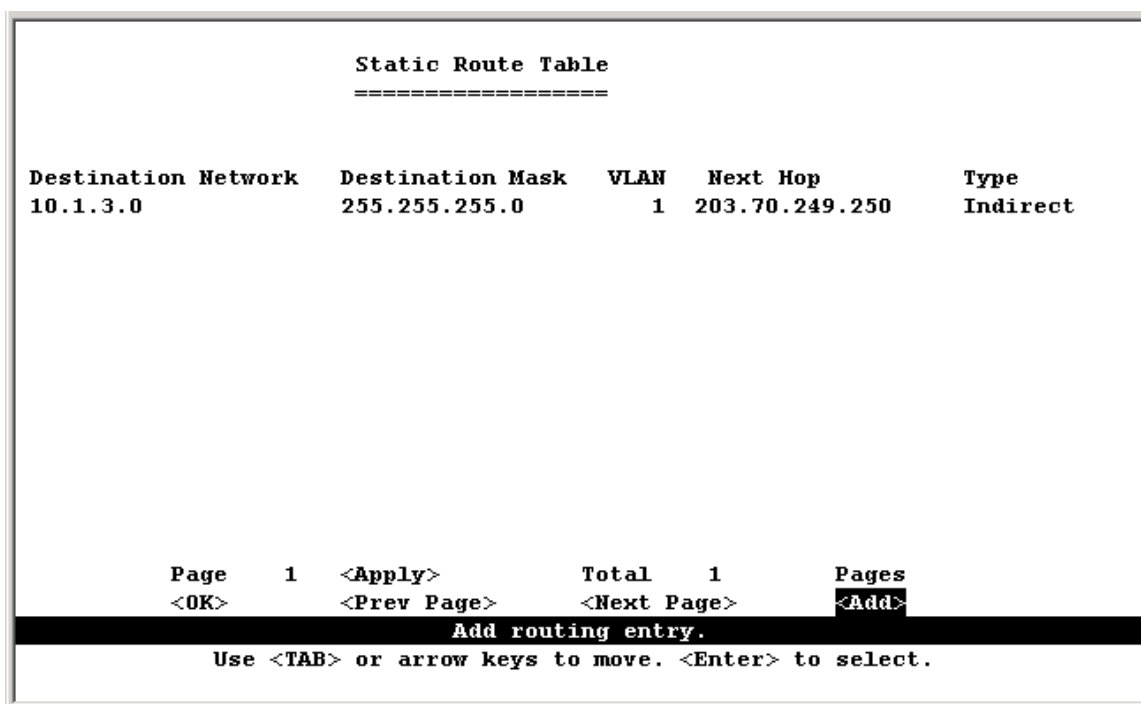 Static Route Table
==================
Destination Network Destination Mask VLAN Next Hop Type
10.1.3.0 255.255.255.0 1 203.70.249.250 Indirect
Page 1 <Apply> Total 1 Pages
<OK> <Prev Page> <Next Page> <Add>
Add routing entry.
Use <TAB> or arrow keys to move. <Enter> to select.